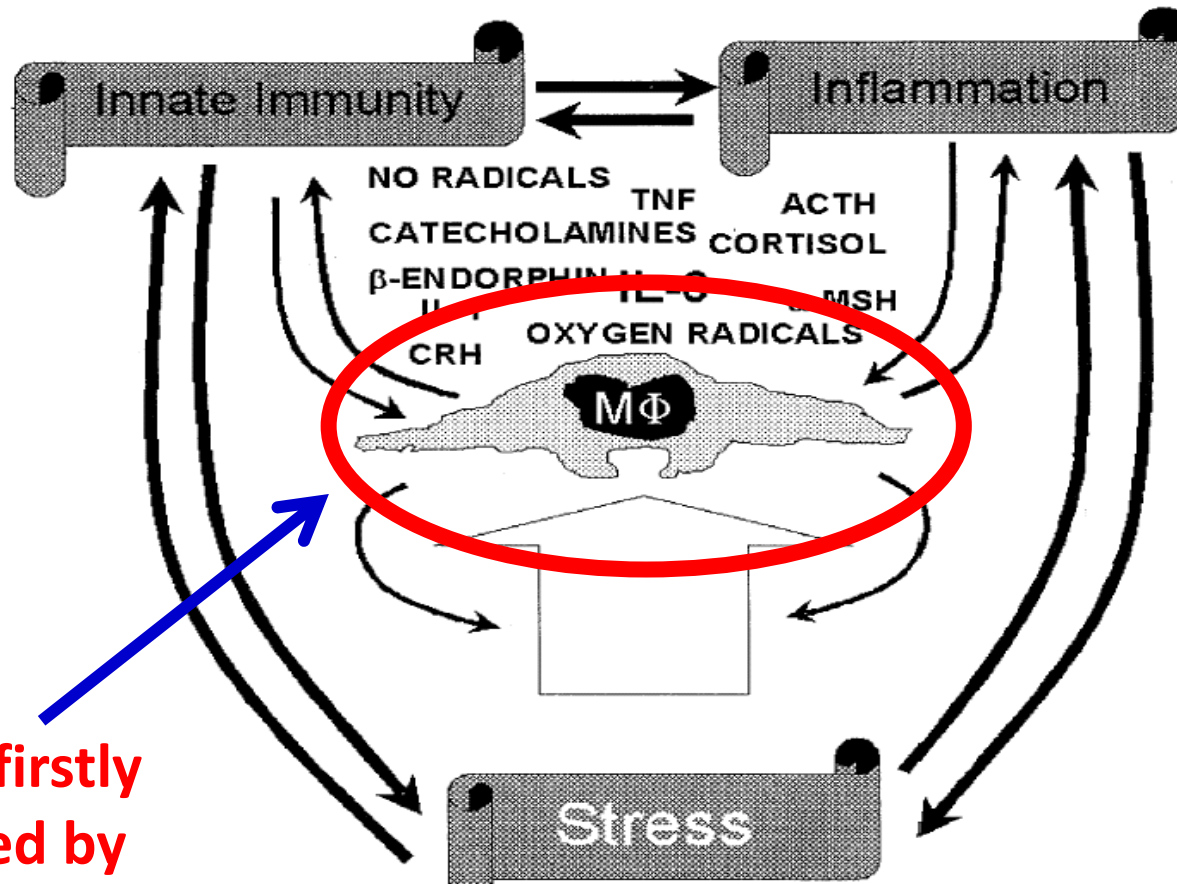 Innate Immunity
Inflammation
NO RADICALS
TNF
ACTH
CATECHOLAMINES
CORTISOL
β-ENDORPHIN
MSH
OXYGEN RADICALS
CRH
MΦ
firstly
ed by
Stress